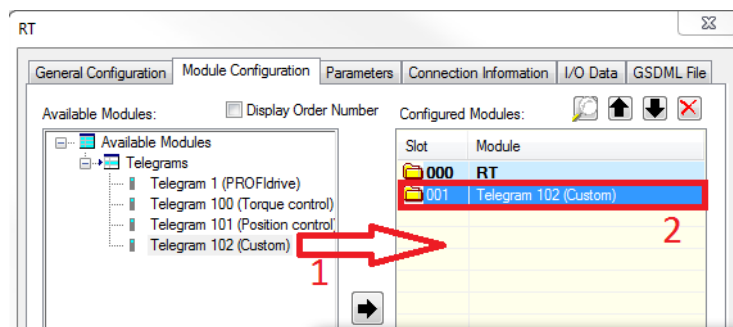 RT
General Configuration Module Configuration Parameters Connection Information I/O Data GSDML File
Available Modules: Display Order Number Configured Modules:
Available Modules
Telegrams
Telegram 1 (PROFIdrive)
Telegram 100 (Torque control)
Telegram 101 (Position control)
Telegram 102 (Custom)
1
Slot Module
000 RT
001 Telegram 102 (Custom)
2